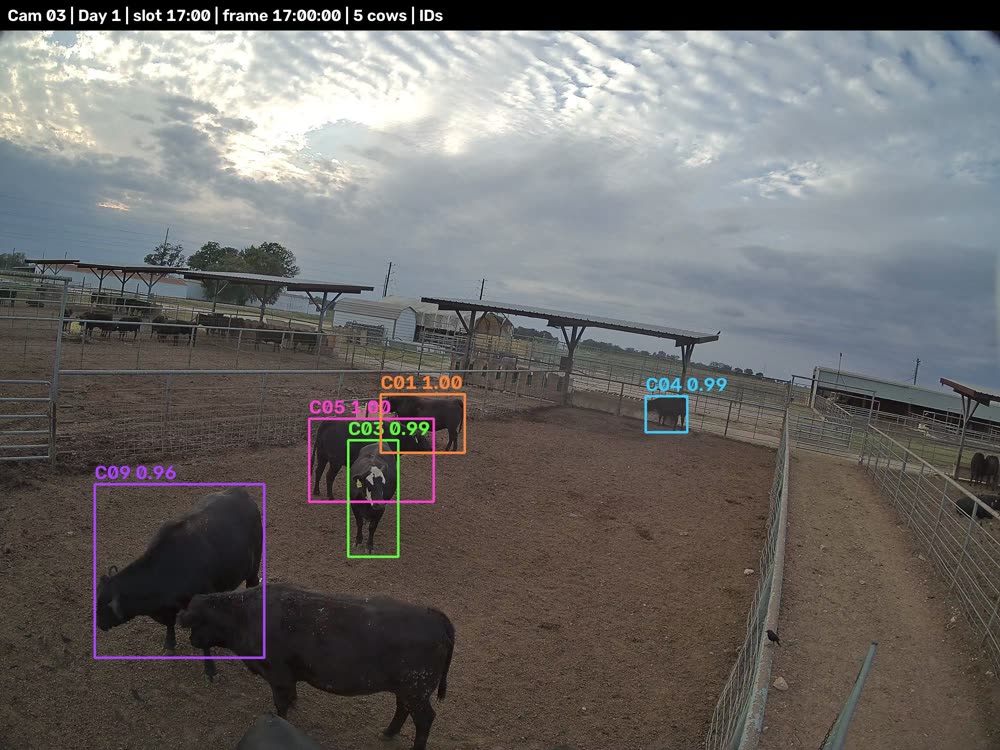 Cam 03 | Day 1 | slot 17:00 | frame 17:00:00 | 5 cows | IDs
C01 1.00
C04 0.99
C05 1.00
C03 0.99
C09 0.96